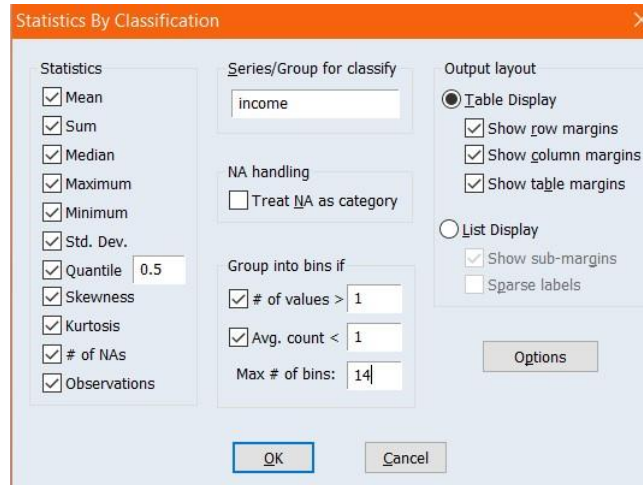 Statistics By Classification
Statistics
Mean
Sum
Median
Maximum
Minimum
Std. Dev.
Quantile 0.5
Skewness
Kurtosis
# of NAs
Observations
Series/Group for classify
income
NA handling
Treat NA as category
Group into bins if
# of values > 1
Avg. count < 1
Max # of bins: 14
Output layout
Table Display
Show row margins
Show column margins
Show table margins
List Display
Show sub-margins
Sparse labels
Options
OK
Cancel